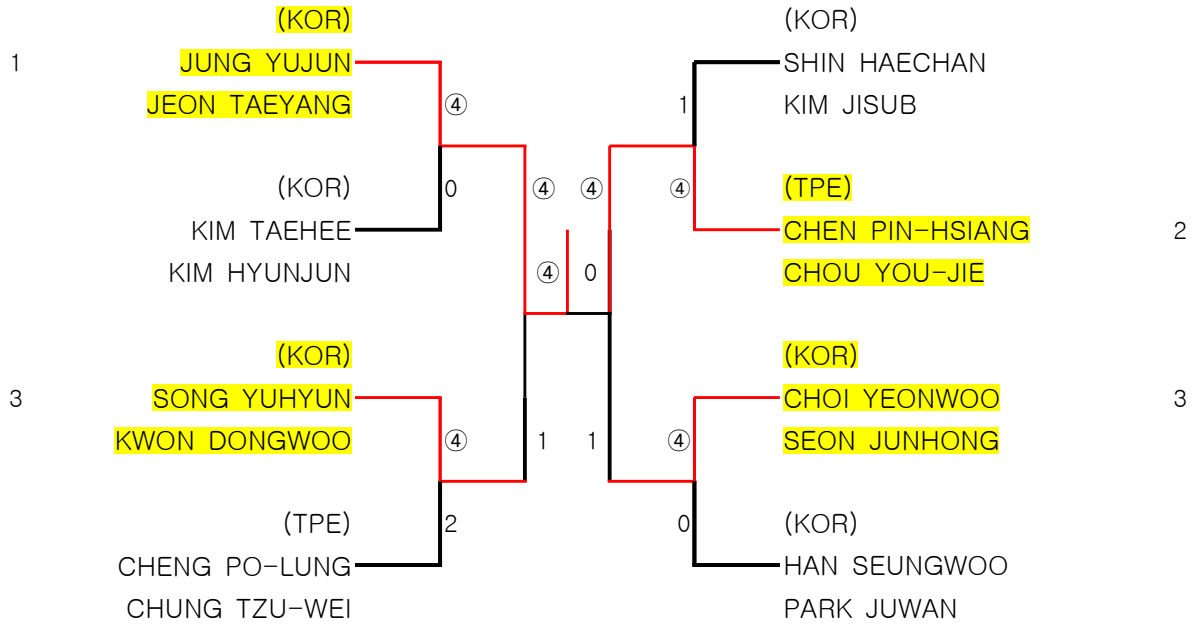 (KOR) (KOR)
1 JUNG YUJUN SHIN HAECHAN
JEON TAEYANG ④ 1 KIM JISUB
(KOR) 0 ④ ④ ④ (TPE)
KIM TAEHEE CHEN PIN-HSIANG 2
KIM HYUNJUN ④ 0 CHOU YOU-JIE
(KOR) (KOR)
3 SONG YUHYUN CHOI YEONWOO 3
KWON DONGWOO ④ 1 1 ④ SEON JUNHONG
(TPE) 2 0 (KOR)
CHENG PO-LUNG HAN SEUNGWOO
CHUNG TZU-WEI PARK JUWAN